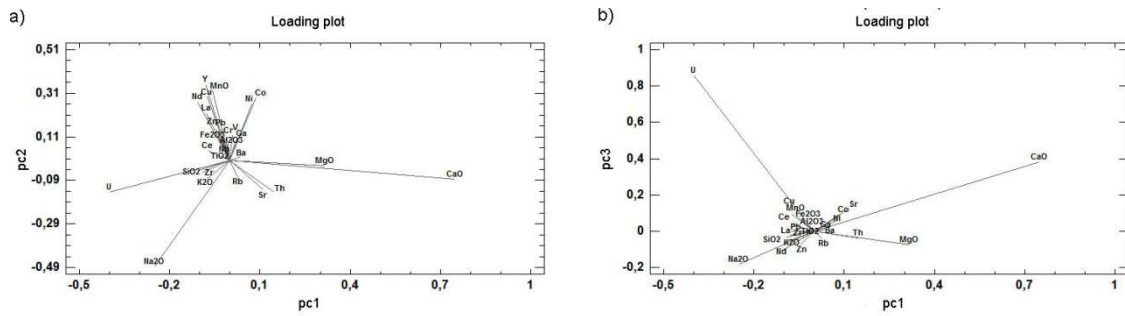 a)
Loading plot
0,51
0,31
0,11
-0,09
-0,29
-0,49
pc2
Y
MnO
Cu
Nd
Ni
Co
La
Zn
Pb
Cr
V
Ga
Fe2O3
Al2O3
Ce
Nb
TiO2
Ba
MgO
SiO2
Zr
CaO
K2O
Rb
U
Sr
Th
Na2O
-0,5
-0,2
0,1
0,4
0,7
1
pc1
b)
Loading plot
1
0,8
0,6
0,4
0,2
0
-0,2
pc3
U
CaO
Cu
MnO
Sr
Co
Ce
Fe2O3
Ni
Al2O3
Ga
Pb
La
TiO2
Ba
Th
SiO2
K2O
Rb
MgO
Nd
Zn
Na2O
-0,5
-0,2
0,1
0,4
0,7
1
pc1